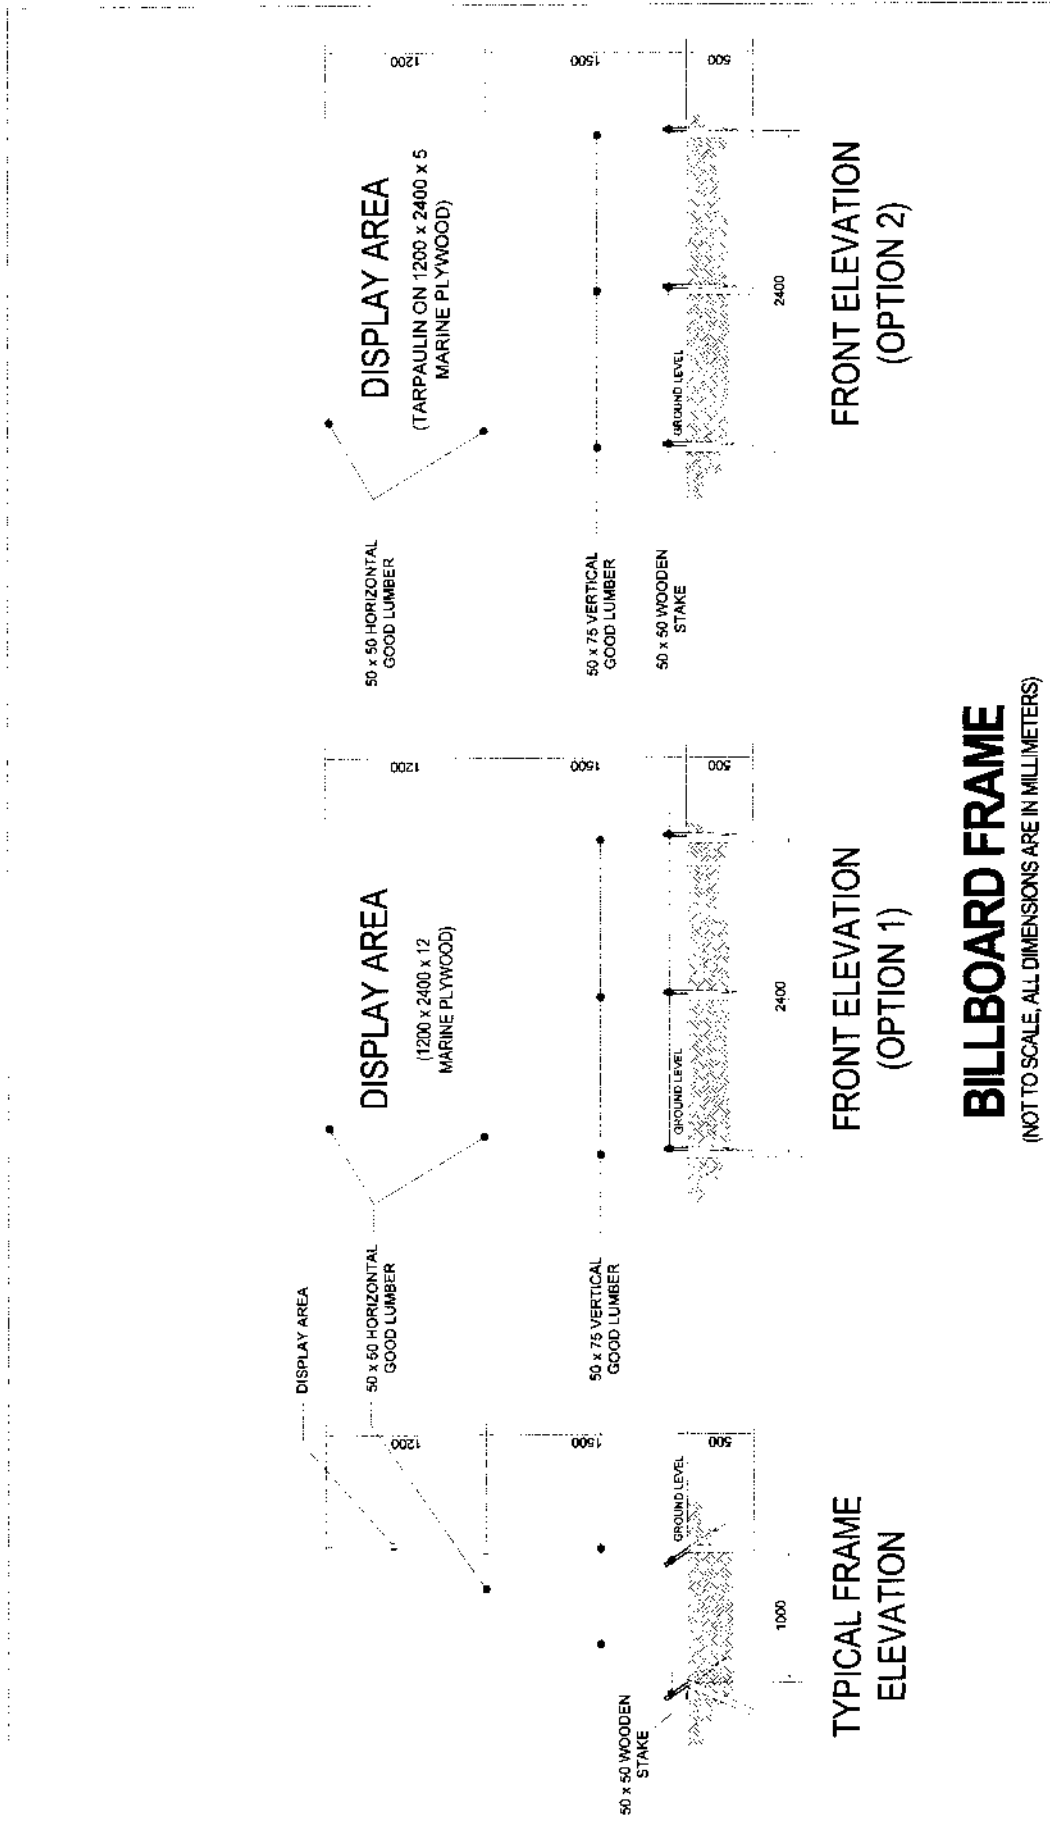 DISPLAY AREA
50 x 50 HORIZONTAL
GOOD LUMBER
1200
1500
500
GROUND LEVEL
50 x 50 WOODEN
STAKE
1000
TYPICAL FRAME
ELEVATION
DISPLAY AREA
(1200 x 2400 x 12
MARINE PLYWOOD)
50 x 75 VERTICAL
GOOD LUMBER
1200
1500
500
GROUND LEVEL
2400
FRONT ELEVATION
(OPTION 1)
50 x 50 HORIZONTAL
GOOD LUMBER
DISPLAY AREA
(TARPAULIN ON 1200 x 2400 x 5
MARINE PLYWOOD)
50 x 75 VERTICAL
GOOD LUMBER
50 x 50 WOODEN
STAKE
1200
1500
500
GROUND LEVEL
2400
FRONT ELEVATION
(OPTION 2)
BILLBOARD FRAME
(NOT TO SCALE, ALL DIMENSIONS ARE IN MILLIMETERS)